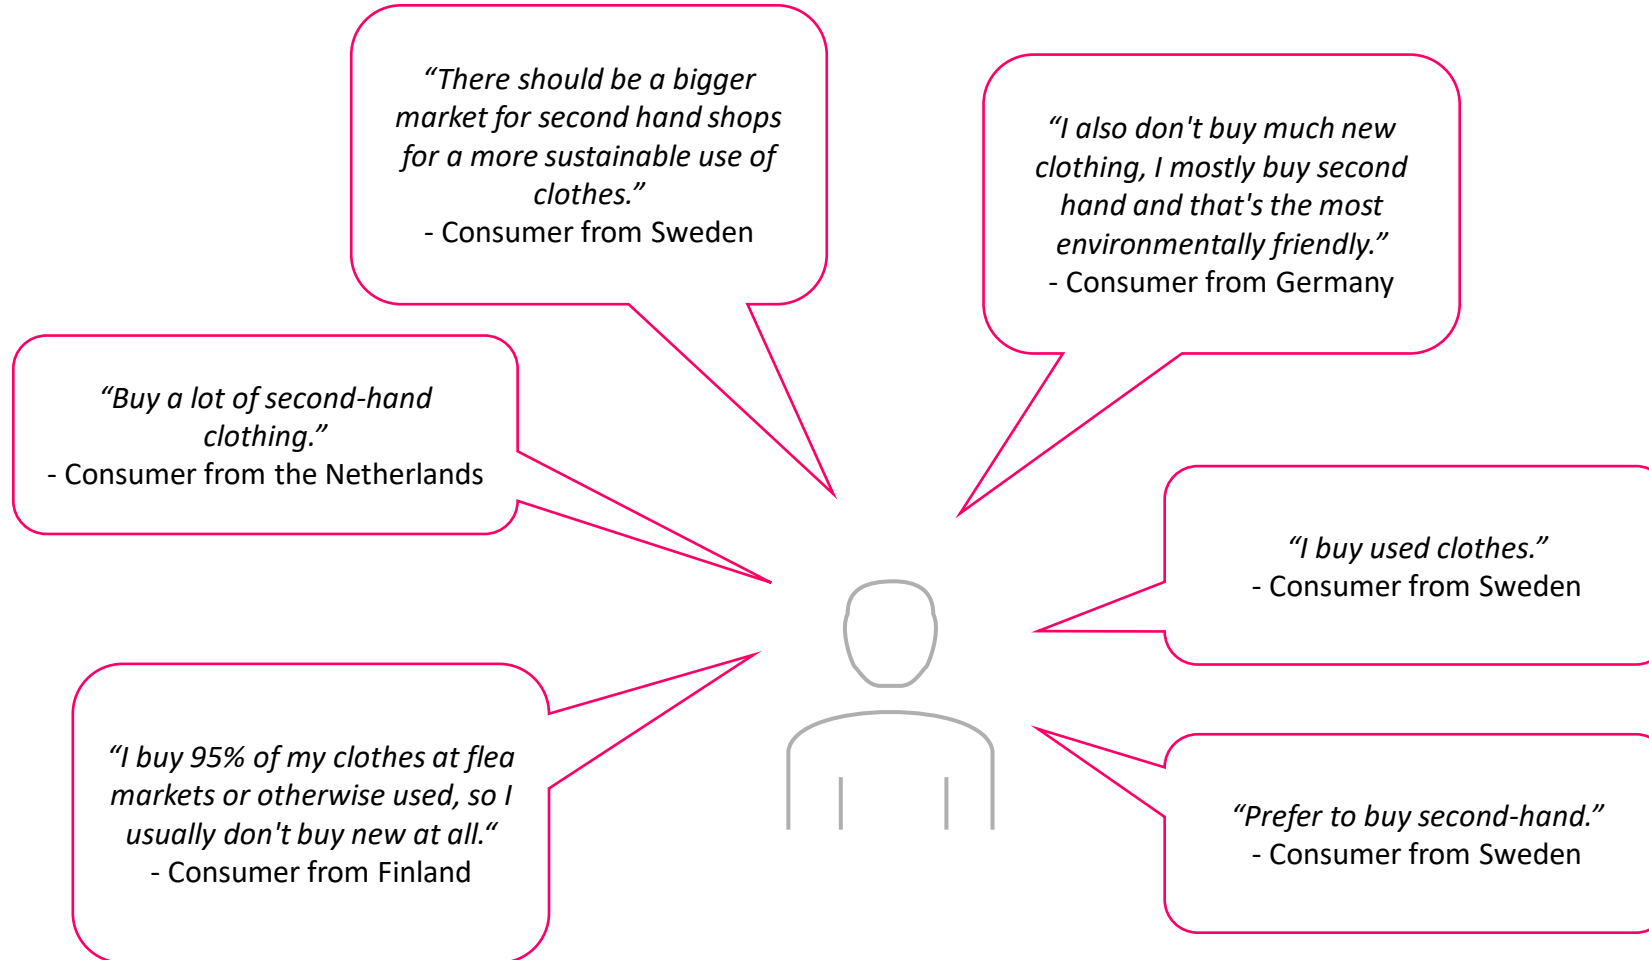 “There should be a bigger
market for second hand shops
for a more sustainable use of
clothes.”
- Consumer from Sweden
“I also don't buy much new
clothing, I mostly buy second
hand and that's the most
environmentally friendly.”
- Consumer from Germany
“Buy a lot of second-hand
clothing.”
- Consumer from the Netherlands
“I buy used clothes.”
- Consumer from Sweden
“I buy 95% of my clothes at flea
markets or otherwise used, so I
usually don't buy new at all.“
- Consumer from Finland
“Prefer to buy second-hand.”
- Consumer from Sweden